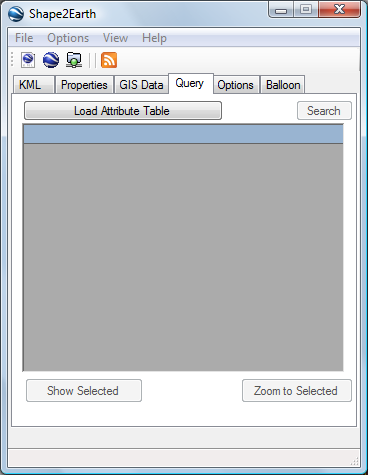 Shape2Earth
File Options View Help
KML Properties GIS Data Query Options Balloon
Load Attribute Table Search
Show Selected Zoom to Selected